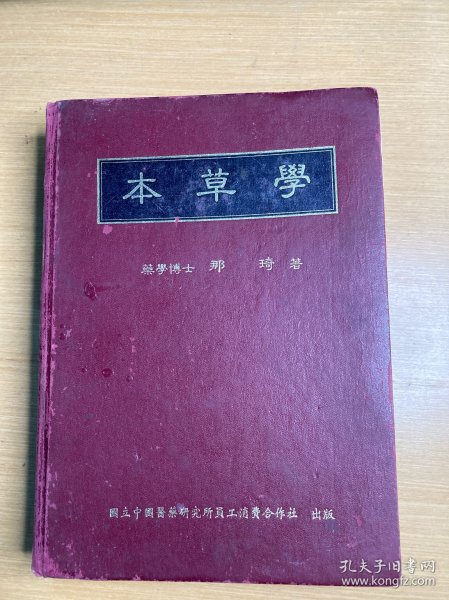 本草學
藥學博士 那 琦 著
國立中國醫藥研究所員工消費合作社 出版
孔夫子旧书网
www.kongfz.com